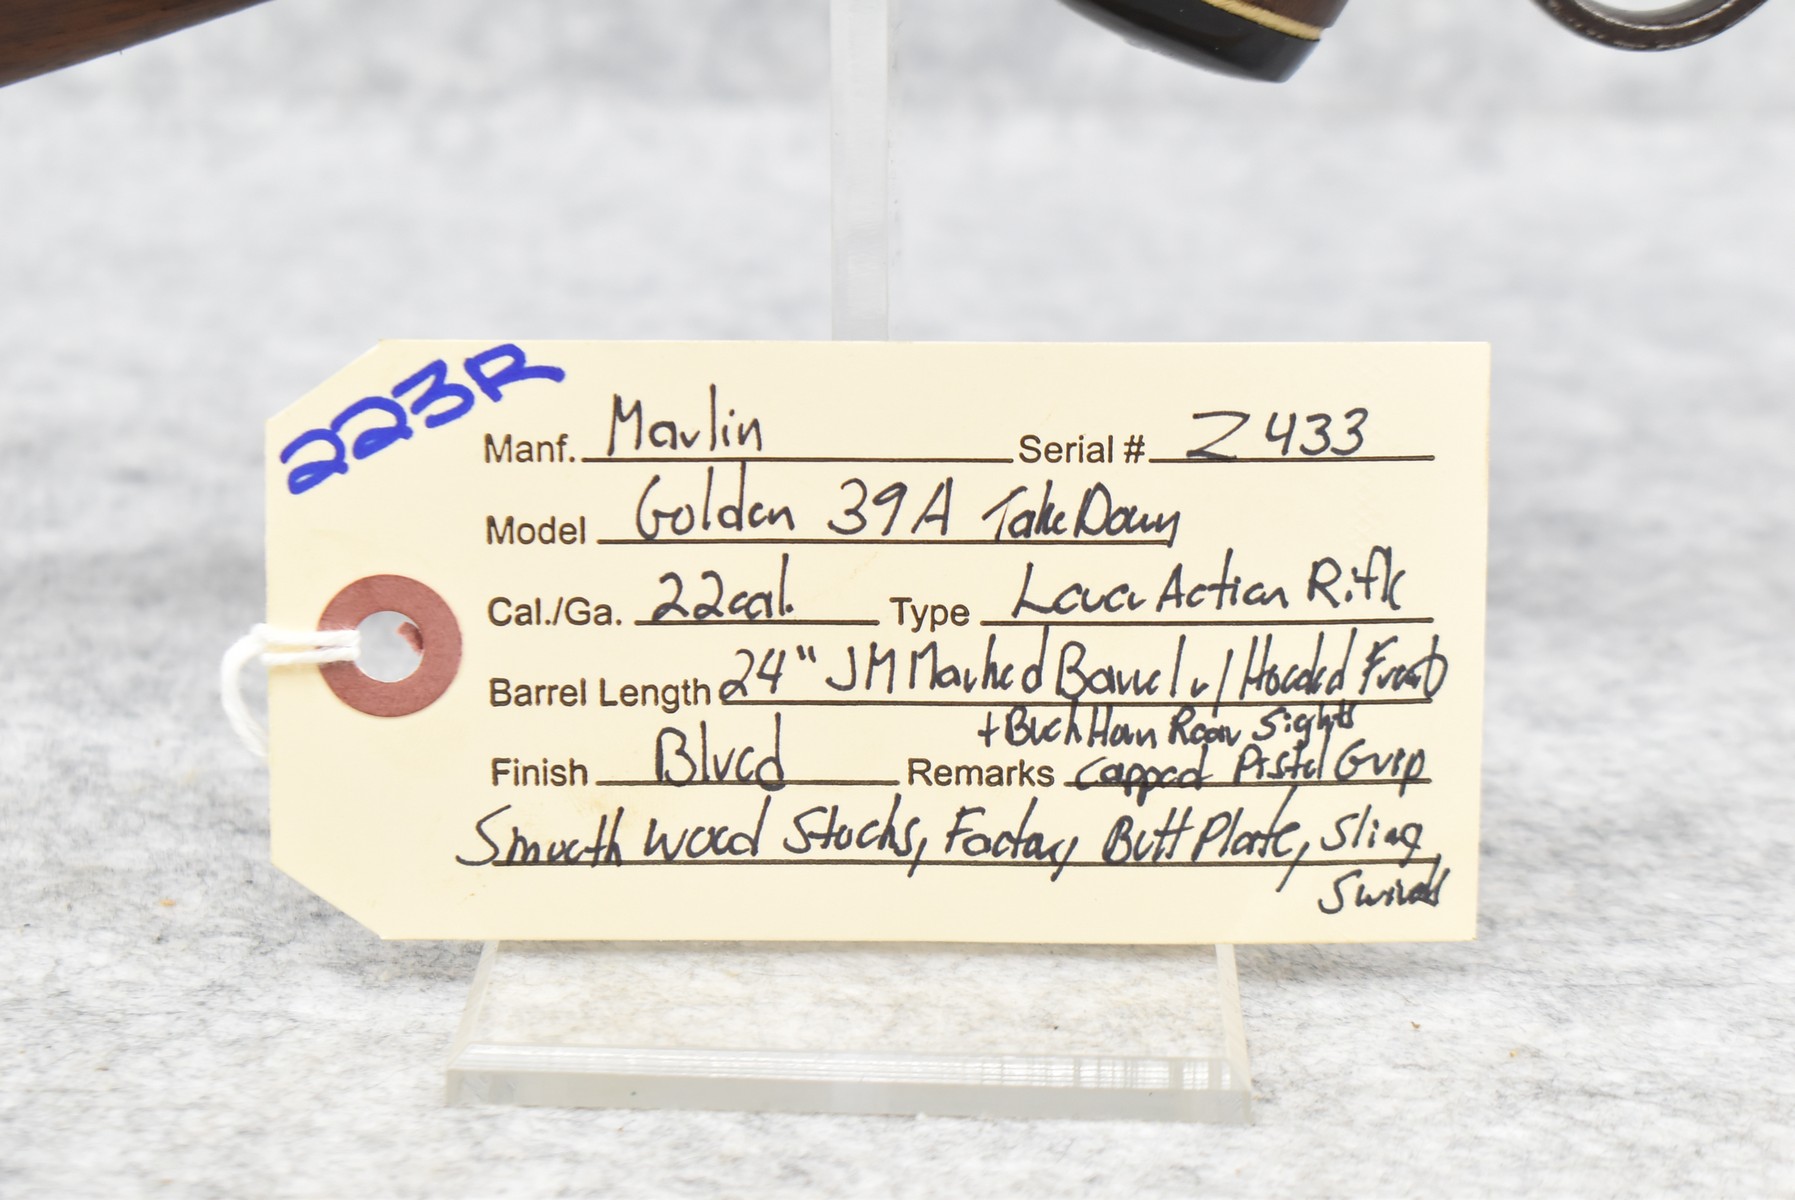 223R
Manf. Marlin Serial # Z433
Model Golden 39A TakeDown
Cal./Ga. 22cal. Type Lever Action Rifle
Barrel Length 24" JM Marked Barrel w/ Hooded Front
+ Buck Horn Rear Sights
Finish Blued Remarks Capped Pistol Grip
Smooth Wood Stocks, Factory Butt Plate, Sling
Swivels